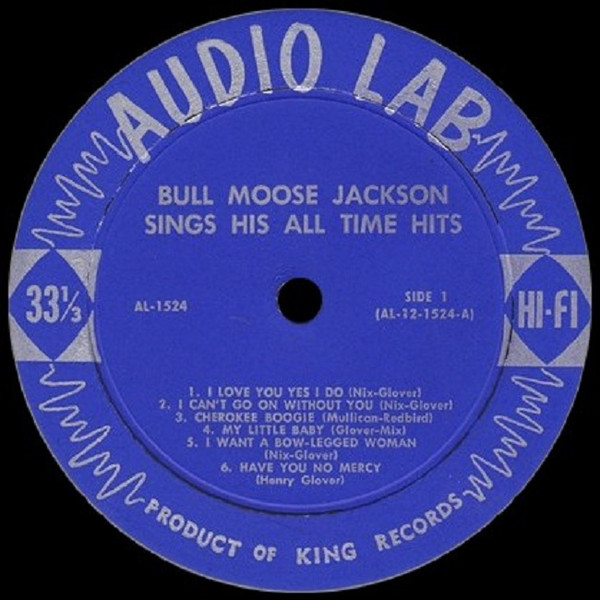 AUDIO LAB
BULL MOOSE JACKSON
SINGS HIS ALL TIME HITS
33⅓
AL-1524
SIDE 1
(AL-12-1524-A)
HI-FI
1. I LOVE YOU YES I DO (Nix-Glover)
2. I CAN'T GO ON WITHOUT YOU (Nix-Glover)
3. CHEROKEE BOOGIE (Mullican-Redbird)
4. MY LITTLE BABY (Glover-Mix)
5. I WANT A BOW-LEGGED WOMAN
(Nix-Glover)
6. HAVE YOU NO MERCY
(Henry Glover)
PRODUCT OF KING RECORDS